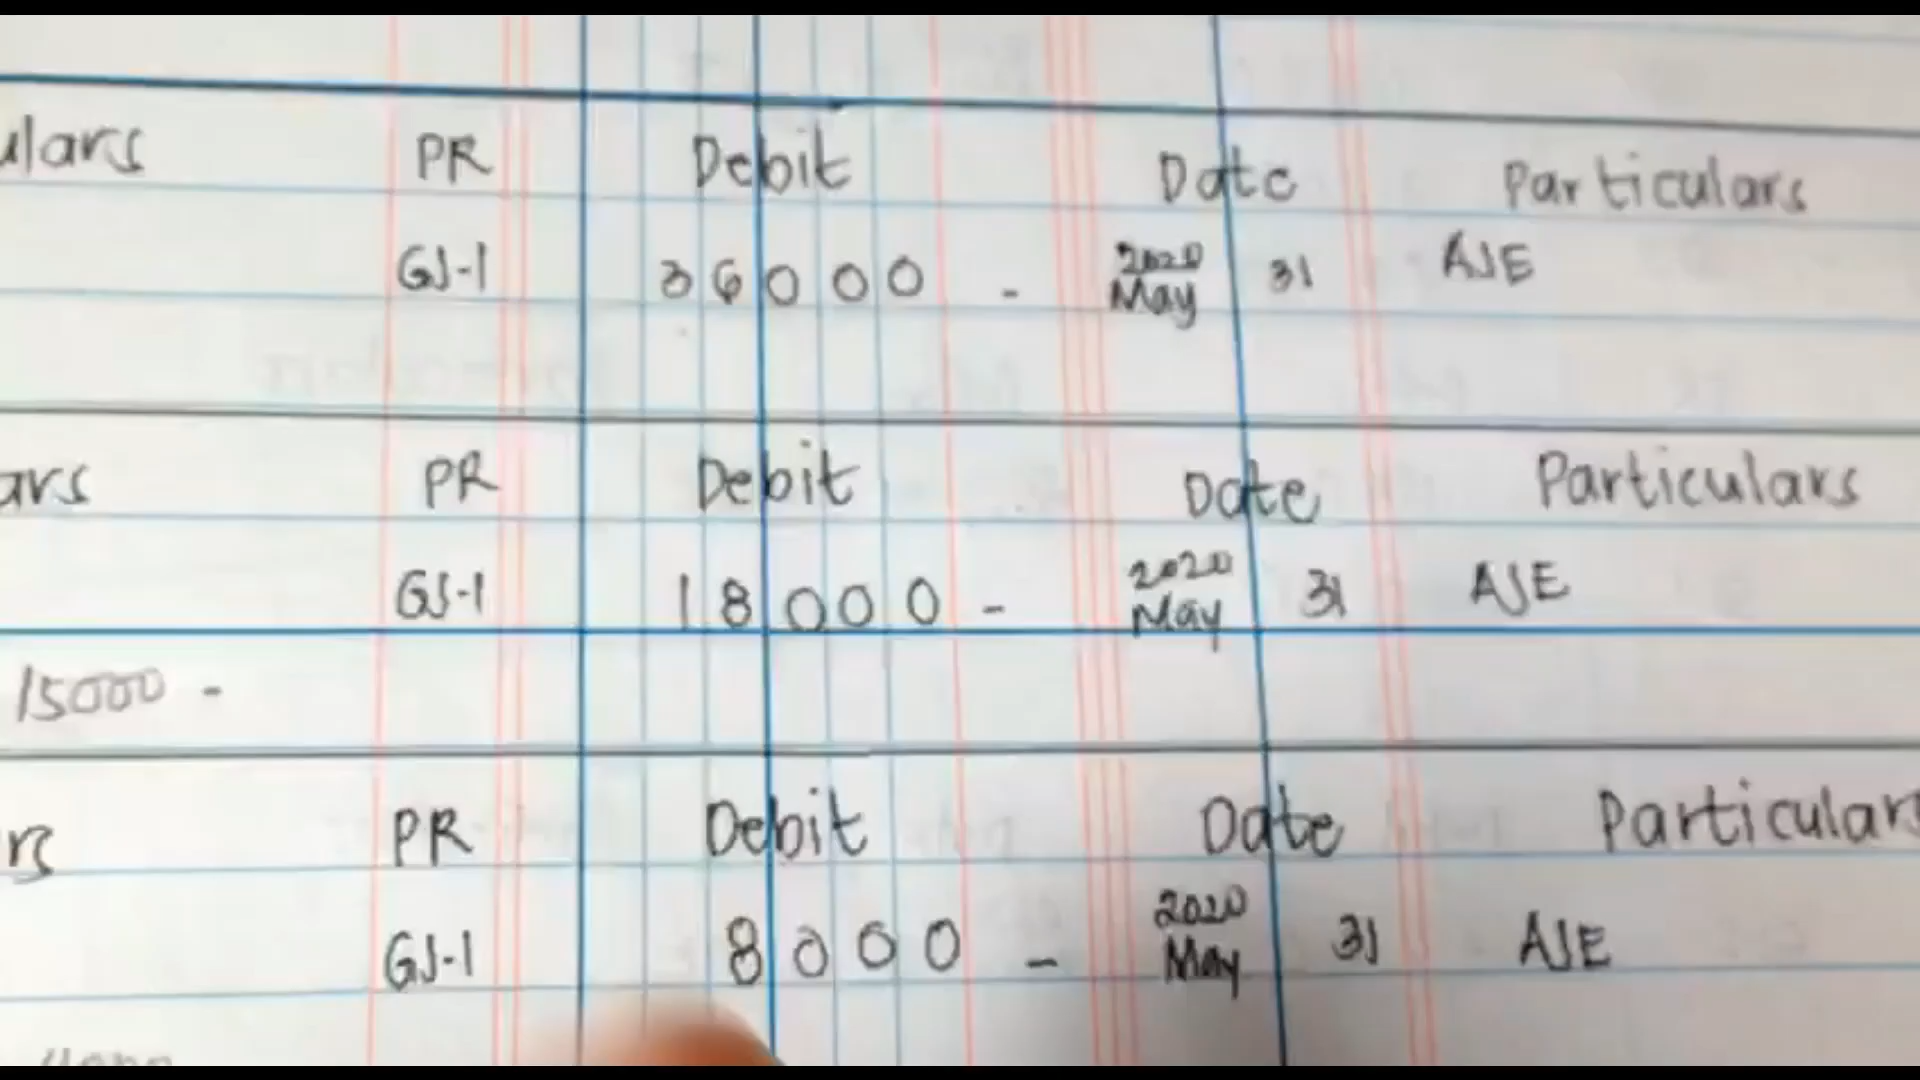 ulars PR Debit Date Particulars
GJ-1 36000 - 2020 May 31 AJE
ars PR Debit Date Particulars
GJ-1 18000 - 2020 May 31 AJE
15000 -
rs PR Debit Date Particulars
GJ-1 8000 - 2020 May 31 AJE